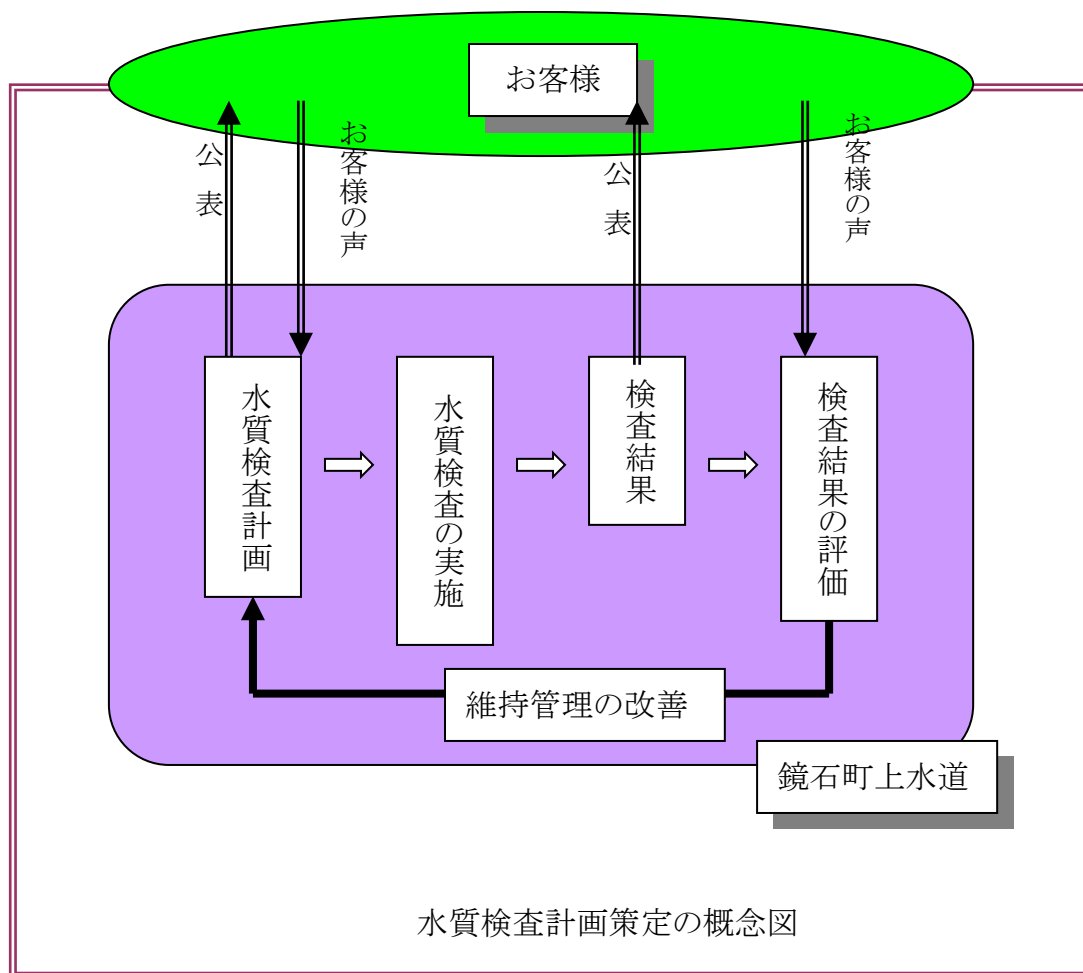 お客様
公表
お客様の声
公表
お客様の声
水質検査計画
水質検査の実施
検査結果
検査結果の評価
維持管理の改善
鏡石町上水道
水質検査計画策定の概念図